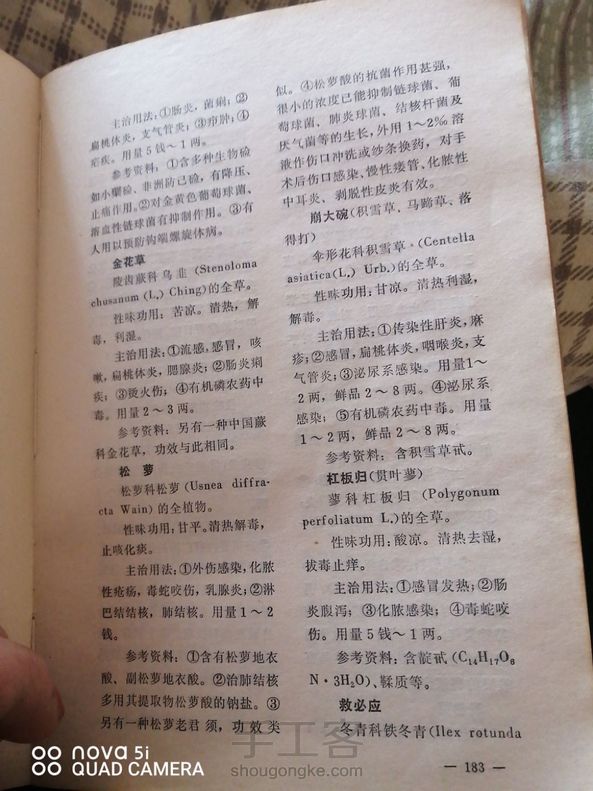 主治用法:①肠炎,菌痢;②
扁桃体炎,支气管炎;③疖肿;④
疟疾。用量5钱~1两。
参考资料:①含多种生物硷
如小蘖硷、非洲防己硷,有降压、
止痛作用。②对金黄色葡萄球菌、
溶血性链球菌有抑制作用。③有
人用以预防钩端螺旋体病。
金花草
陵齿蕨科乌韭(Stenoloma
chusanum (L.) Ching)的全草。
性味功用:苦凉。清热,解
毒,利湿。
主治用法:①流感,感冒,咳
嗽,扁桃体炎,腮腺炎;②肠炎痢
疾;③烫火伤;④有机磷农药中
毒。用量2~3两。
参考资料:另有一种中国蕨
科金花草,功效与此相同。
松 萝
松萝科松萝(Usnea diffra-
cta Wain)的全植物。
性味功用:甘平。清热解毒,
止咳化痰。
主治用法:①外伤感染,化脓
性疮疡,毒蛇咬伤,乳腺炎;②淋
巴结结核,肺结核。用量1~2
钱。
参考资料:①含有松萝地衣
酸、副松萝地衣酸。②治肺结核
多用其提取物松萝酸的钠盐。③
另有一种松萝老君须,功效类
似。④松萝酸的抗菌作用甚强,
很小的浓度已能抑制链球菌、葡
萄球菌、肺炎球菌、结核杆菌及
厌气菌等的生长,外用1~2‰溶
液作伤口冲洗或纱条换药,对手
术后伤口感染、慢性瘘管、化脓性
中耳炎、剥脱性皮炎有效。
崩大碗(积雪草、马蹄草、落
得打)
伞形花科积雪草(Centella
asiatica(L.) Urb.)的全草。
性味功用:甘凉。清热利湿,
解毒。
主治用法:①传染性肝炎,麻
疹;②感冒,扁桃体炎,咽喉炎,支
气管炎;③泌尿系感染。用量1~
2两,鲜品2~8两。④泌尿系
感染;⑤有机磷农药中毒。用量
1~2两,鲜品2~8两。
参考资料:含积雪草甙。
杠板归(贯叶蓼)
蓼科杠板归(Polygonum
perfoliatum L.)的全草。
性味功用:酸凉。清热去湿,
拔毒止痒。
主治用法:①感冒发热;②肠
炎腹泻;③化脓感染;④毒蛇咬
伤。用量5钱~1两。
参考资料:含靛甙(C₁₄H₁₇O₆
N·3H₂O)、鞣质等。
救必应
冬青科铁冬青(Ilex rotunda
— 183 —
nova 5i
QUAD CAMERA
手工客
shougongke.com